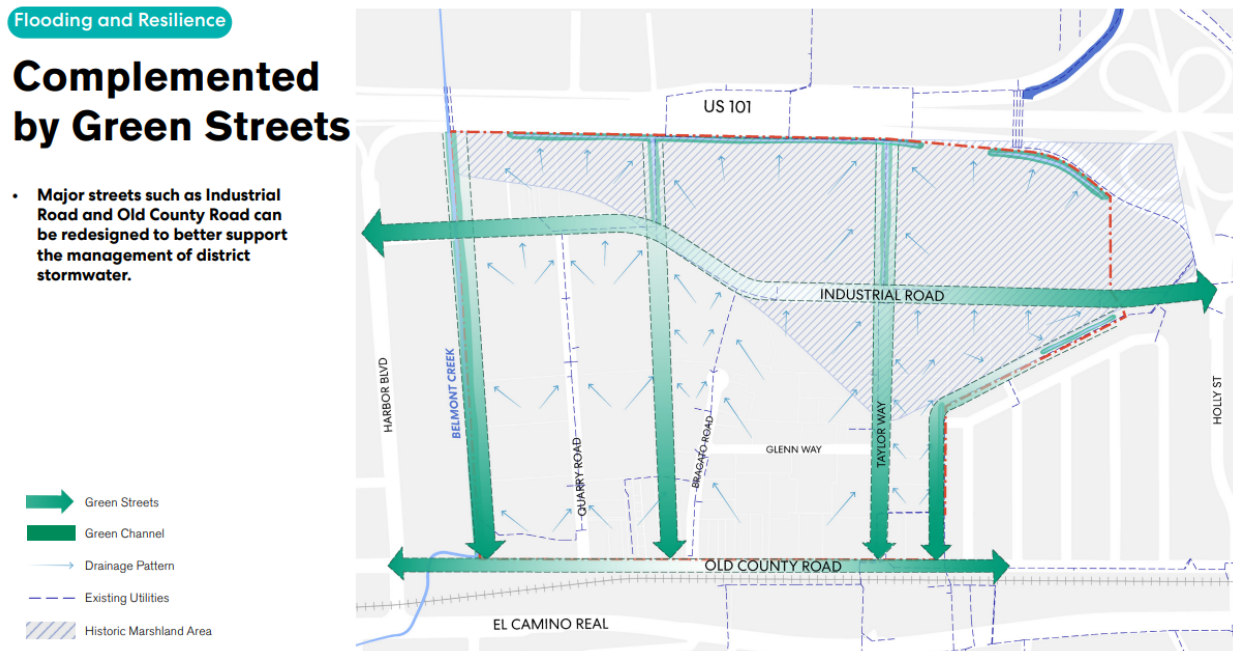 Flooding and Resilience
Complemented
by Green Streets
• Major streets such as Industrial
Road and Old County Road can
be redesigned to better support
the management of district
stormwater.
Green Streets
Green Channel
Drainage Pattern
Existing Utilities
Historic Marshland Area
US 101
INDUSTRIAL ROAD
HARBOR BLVD
BELMONT CREEK
QUARRY ROAD
BRAGATO ROAD
GLENN WAY
TAYLOR WAY
HOLLY ST
OLD COUNTY ROAD
EL CAMINO REAL